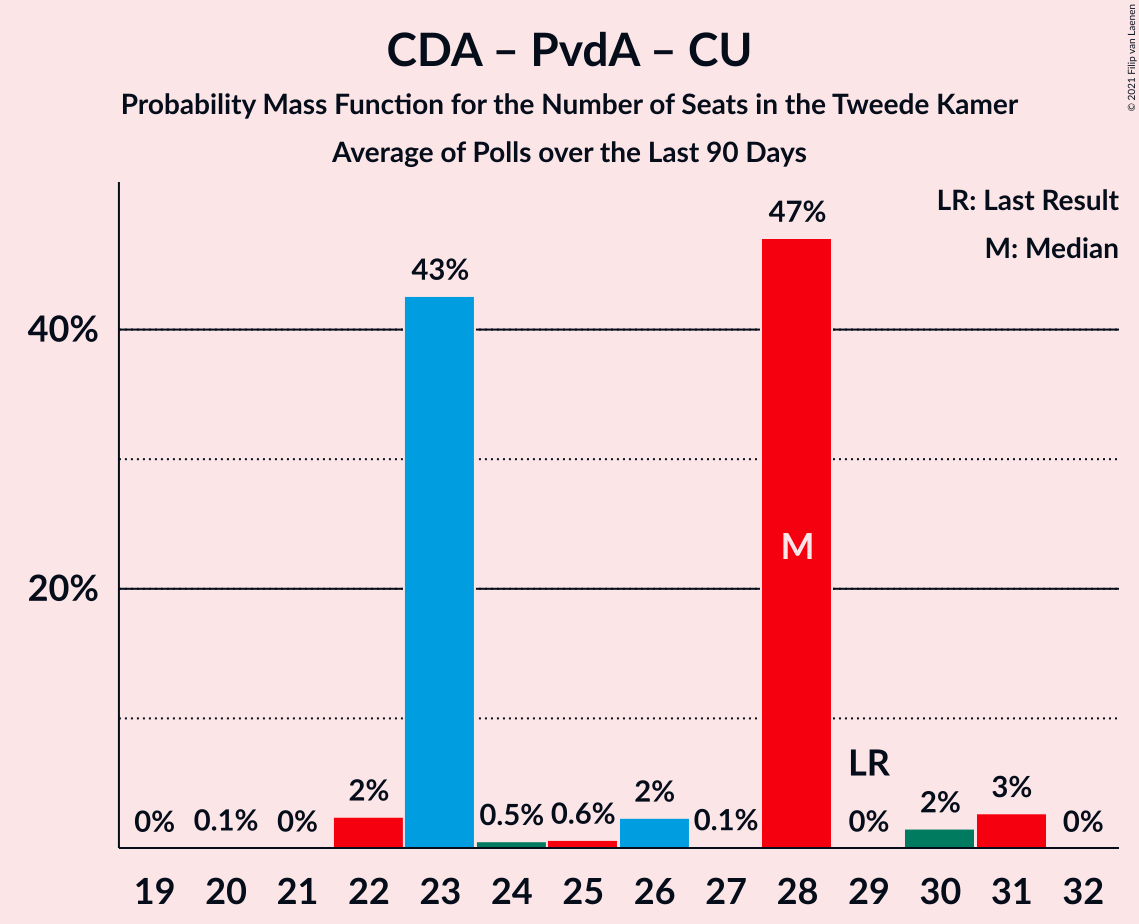 CDA – PvdA – CU
Probability Mass Function for the Number of Seats in the Tweede Kamer
Average of Polls over the Last 90 Days
© 2021 Filip van Laenen
LR: Last Result
M: Median
40%
20%
0%
0.1%
0%
2%
43%
0.5%
0.6%
2%
0.1%
47%
M
LR
0%
2%
3%
0%
19 20 21 22 23 24 25 26 27 28 29 30 31 32